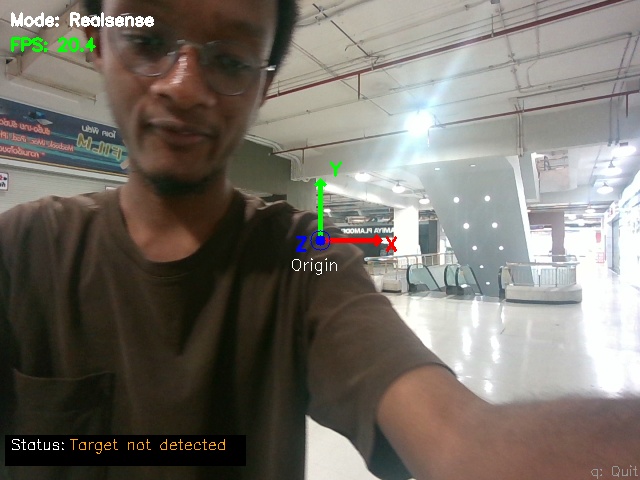 Mode: Realsense
FPS: 20.4
Y
Z
X
Origin
Status: Target not detected
q: Quit